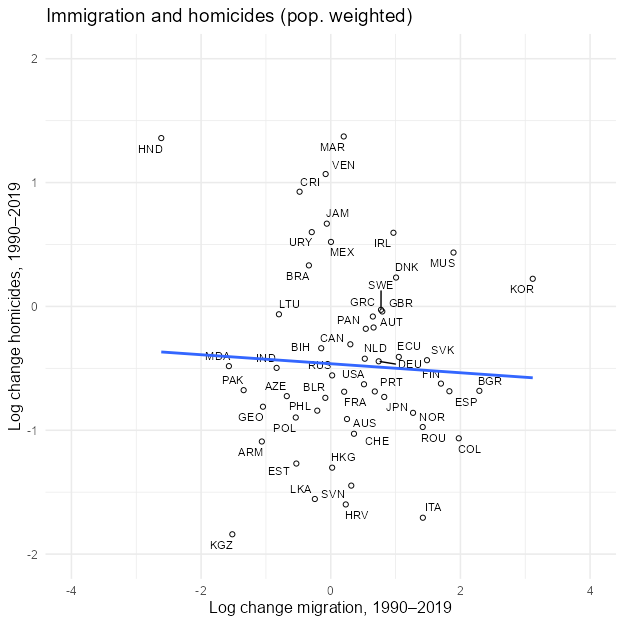 Immigration and homicides (pop. weighted)
2
MAR
HND
VEN
1
CRI
JAM
URY
MEX
IRL
MUS
BRA
DNK
KOR
SWE
LTU
GRC
GBR
0
PAN
AUT
CAN
BIH
NLD
ECU
SVK
MDA
IND
RUS
DEU
USA
FIN
PAK
AZE
BLR
PRT
BGR
PHL
FRA
JPN
ESP
GEO
NOR
POL
AUS
-1
CHE
ROU
COL
ARM
HKG
EST
LKA
SVN
ITA
HRV
KGZ
-2
-4
-2
0
2
4
Log change migration, 1990–2019
Log change homicides, 1990–2019